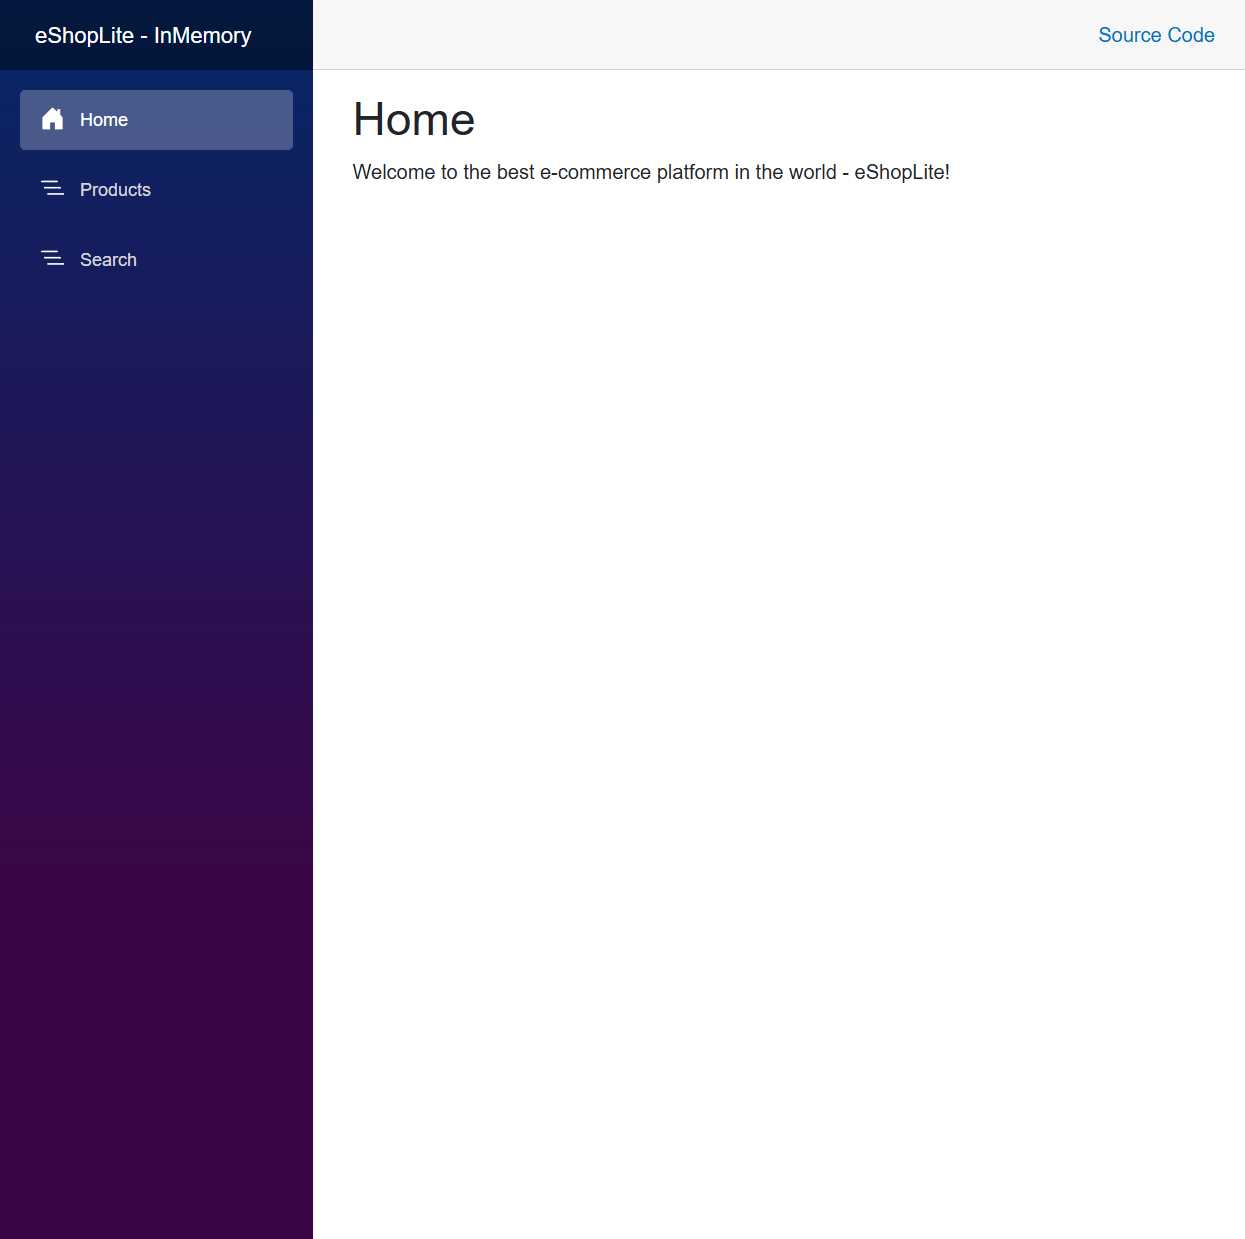 eShopLite - InMemory
Source Code
Home
Products
Search
Home
Welcome to the best e-commerce platform in the world - eShopLite!